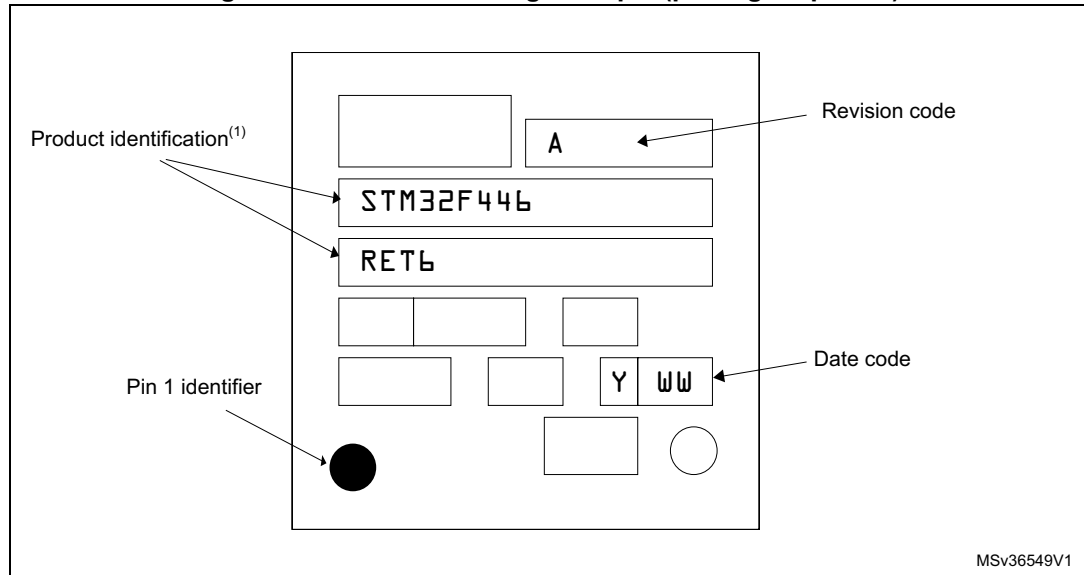 Revision code
Product identification(1)
A
STM32F446
RET6
Date code
Y WW
Pin 1 identifier
MSv36549V1